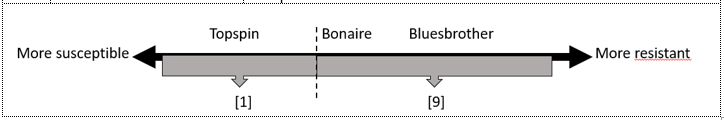 Topspin Bonaire Bluesbrother
More susceptible More resistant
[1] [9]